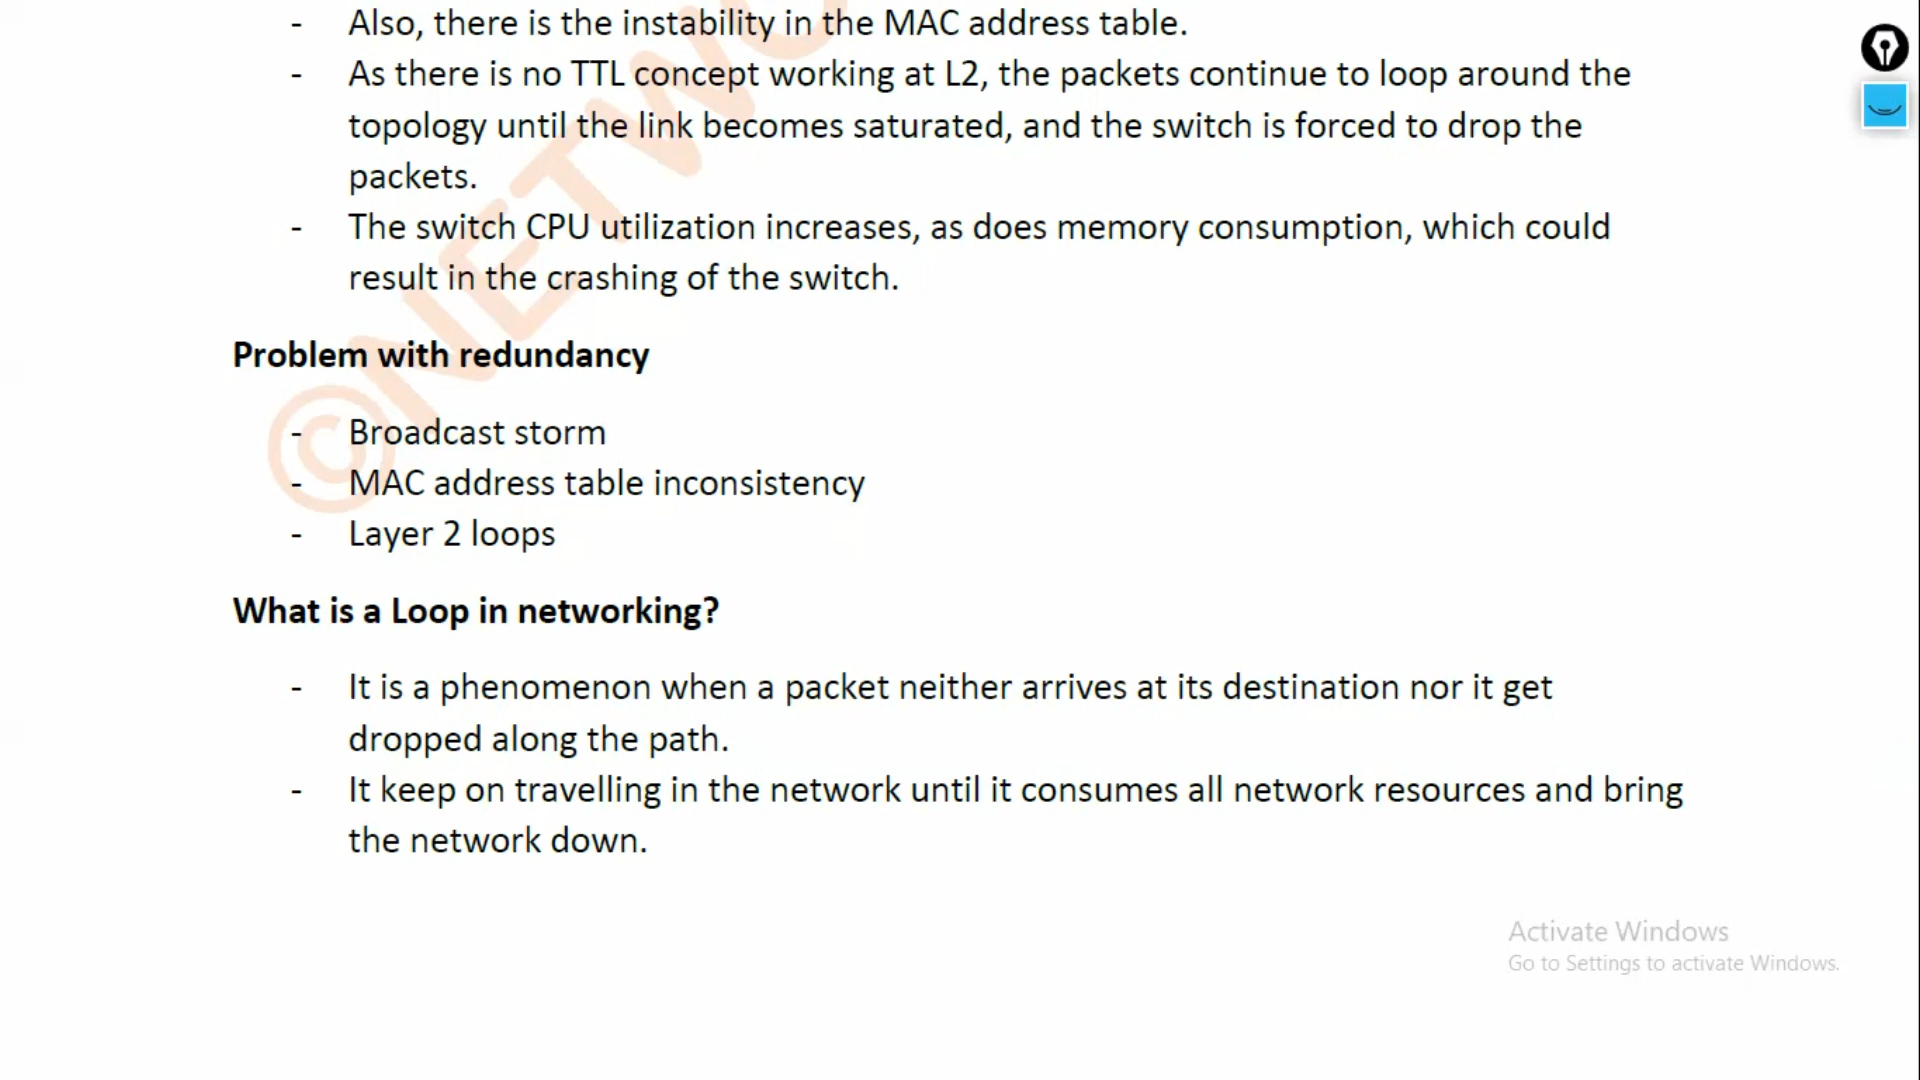 - Also, there is the instability in the MAC address table.
- As there is no TTL concept working at L2, the packets continue to loop around the
topology until the link becomes saturated, and the switch is forced to drop the
packets.
- The switch CPU utilization increases, as does memory consumption, which could
result in the crashing of the switch.
Problem with redundancy
- Broadcast storm
- MAC address table inconsistency
- Layer 2 loops
What is a Loop in networking?
- It is a phenomenon when a packet neither arrives at its destination nor it get
dropped along the path.
- It keep on travelling in the network until it consumes all network resources and bring
the network down.
©NETWO
Activate Windows
Go to Settings to activate Windows.